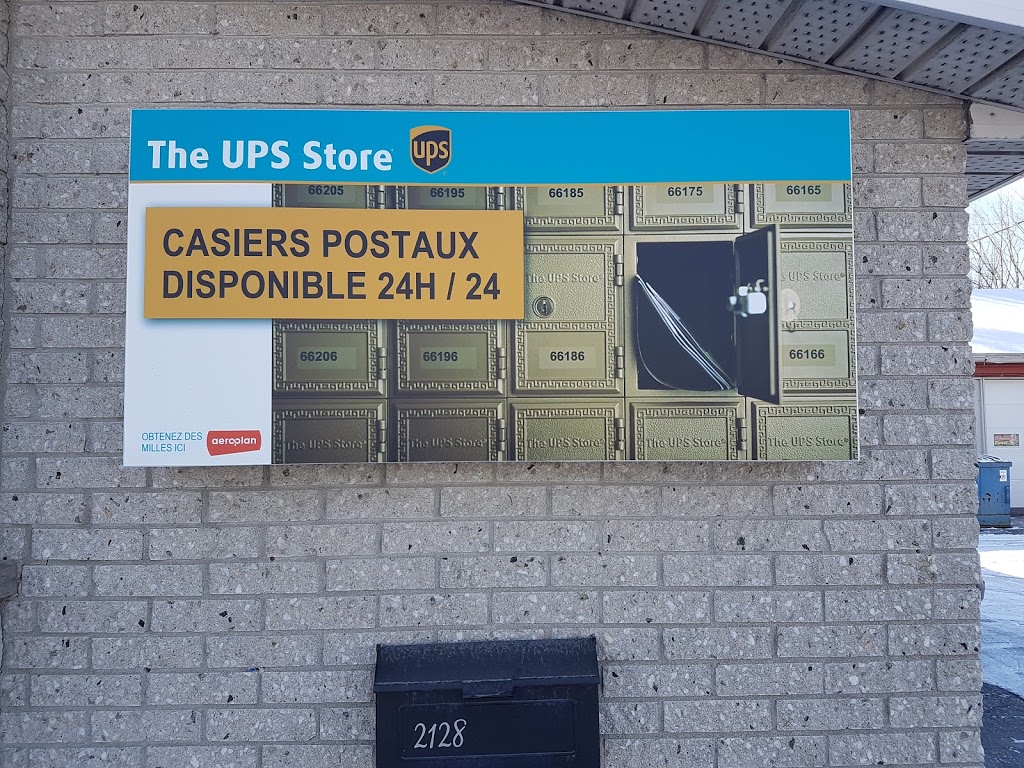 The UPS Store ups
66205 66195 66185 66175 66165
CASIERS POSTAUX
DISPONIBLE 24H / 24
The UPS Store® UPS Store®
66206 66196 66186 66166
OBTENEZ DES
MILLES ICI
aeroplan
The UPS Store® The UPS Store® The UPS Store® The UPS Store® The UPS Store®
2128